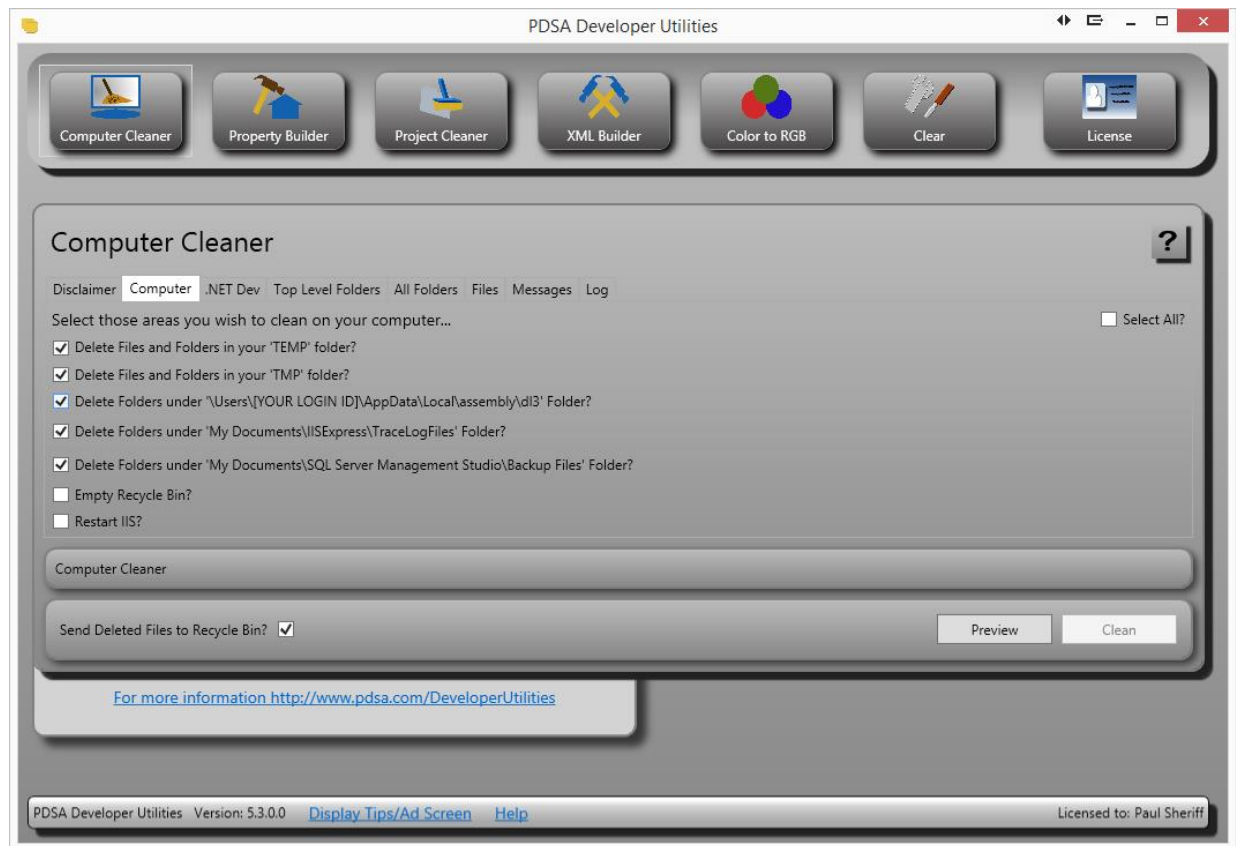 PDSA Developer Utilities
Computer Cleaner
Property Builder
Project Cleaner
XML Builder
Color to RGB
Clear
License
Computer Cleaner
?
Disclaimer Computer .NET Dev Top Level Folders All Folders Files Messages Log
Select those areas you wish to clean on your computer...
Select All?
Delete Files and Folders in your 'TEMP' folder?
Delete Files and Folders in your 'TMP' folder?
Delete Folders under '\Users\[YOUR LOGIN ID]\AppData\Local\assembly\dl3' Folder?
Delete Folders under 'My Documents\IISExpress\TraceLogFiles' Folder?
Delete Folders under 'My Documents\SQL Server Management Studio\Backup Files' Folder?
Empty Recycle Bin?
Restart IIS?
Computer Cleaner
Send Deleted Files to Recycle Bin?
Preview
Clean
For more information http://www.pdsa.com/DeveloperUtilities
PDSA Developer Utilities Version: 5.3.0.0 Display Tips/Ad Screen Help Licensed to: Paul Sheriff